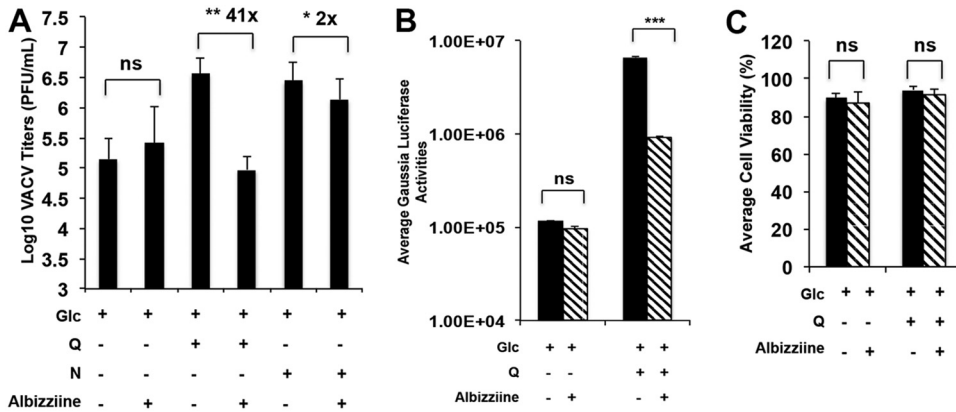 A
Log10 VACV Titers (PFU/mL)
7.5
7
6.5
6
5.5
5
4.5
4
3.5
3
ns
** 41x
* 2x
Glc + + + + + +
Q - - + + - -
N - - - - + +
Albizziine - + - + - +
B
Average Gaussia Luciferase
Activities
1.00E+07
1.00E+06
1.00E+05
1.00E+04
ns
***
Glc + + + +
Q - - + +
Albizziine - + - +
C
Average Cell Viability (%)
120
100
80
60
40
20
0
ns
ns
Glc + + + +
Q - - + +
Albizziine - + - +